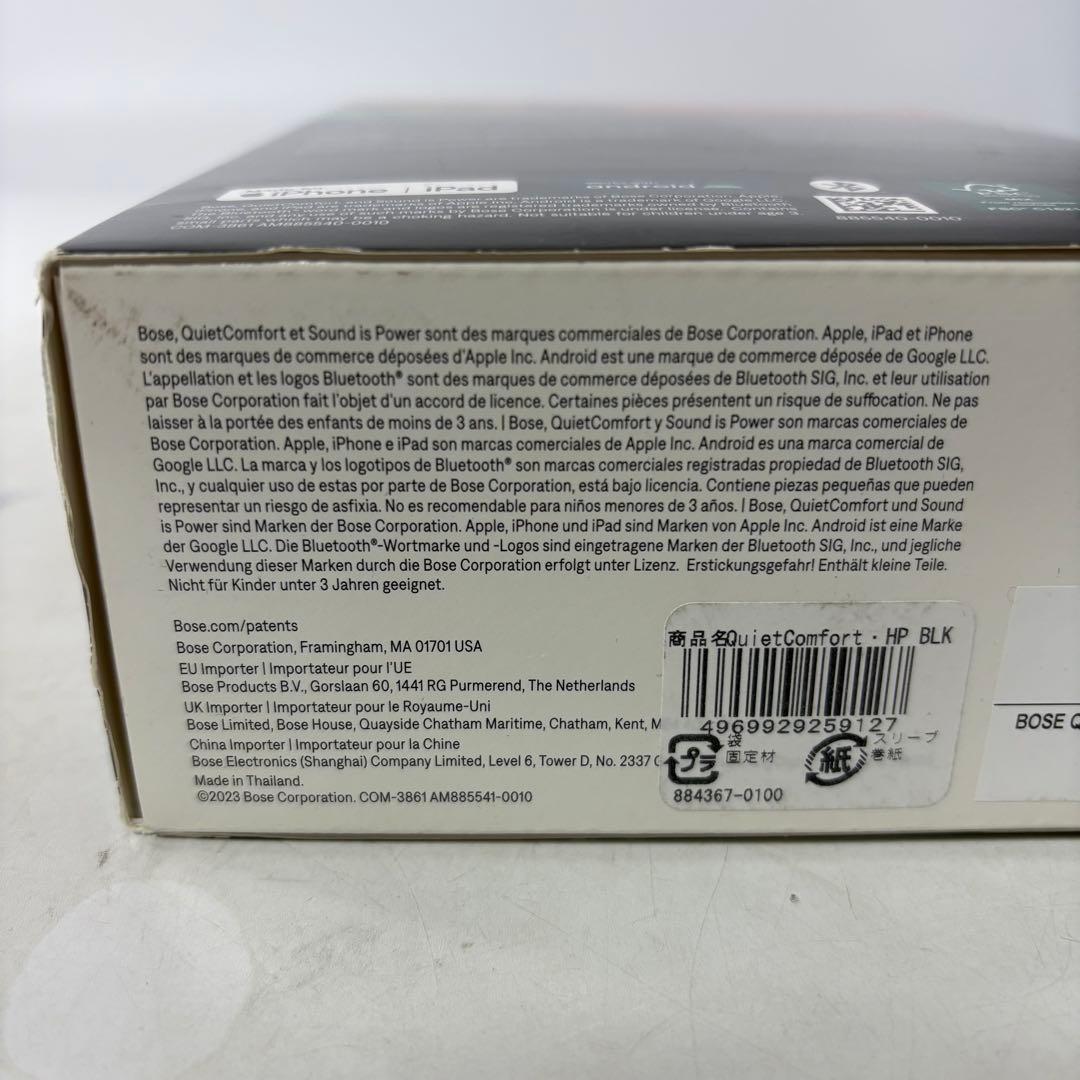 iPhone | iPad
android
a choking hazard. Not suitable for children under age 3.
COM-3861 AM885540-0010
885540-0010
Bose, QuietComfort et Sound is Power sont des marques commerciales de Bose Corporation. Apple, iPad et iPhone
sont des marques de commerce déposées d'Apple Inc. Android est une marque de commerce déposée de Google LLC.
L'appellation et les logos Bluetooth® sont des marques de commerce déposées de Bluetooth SIG, Inc. et leur utilisation
par Bose Corporation fait l'objet d'un accord de licence. Certaines pièces présentent un risque de suffocation. Ne pas
laisser à la portée des enfants de moins de 3 ans. | Bose, QuietComfort y Sound is Power son marcas comerciales de
Bose Corporation. Apple, iPhone e iPad son marcas comerciales de Apple Inc. Android es una marca comercial de
Google LLC. La marca y los logotipos de Bluetooth® son marcas comerciales registradas propiedad de Bluetooth SIG,
Inc., y cualquier uso de estas por parte de Bose Corporation, está bajo licencia. Contiene piezas pequeñas que pueden
representar un riesgo de asfixia. No es recomendable para niños menores de 3 años. | Bose, QuietComfort und Sound
is Power sind Marken der Bose Corporation. Apple, iPhone und iPad sind Marken von Apple Inc. Android ist eine Marke
der Google LLC. Die Bluetooth®-Wortmarke und -Logos sind eingetragene Marken der Bluetooth SIG, Inc., und jegliche
Verwendung dieser Marken durch die Bose Corporation erfolgt unter Lizenz. Erstickungsgefahr! Enthält kleine Teile.
Nicht für Kinder unter 3 Jahren geeignet.
Bose.com/patents
Bose Corporation, Framingham, MA 01701 USA
EU Importer | Importateur pour l'UE
Bose Products B.V., Gorslaan 60, 1441 RG Purmerend, The Netherlands
UK Importer | Importateur pour le Royaume-Uni
Bose Limited, Bose House, Quayside Chatham Maritime, Chatham, Kent, M
China Importer | Importateur pour la Chine
Bose Electronics (Shanghai) Company Limited, Level 6, Tower D, No. 2337
Made in Thailand.
©2023 Bose Corporation. COM-3861 AM885541-0010
商品名QuietComfort・HP BLK
4969929259127
プラ
袋
固定材
紙
スリーブ
巻紙
884367-0100
BOSE Q